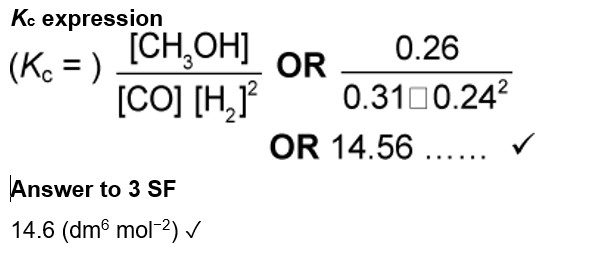 Kc expression
(Kc = ) [CH₃OH] / [CO] [H₂]² OR 0.26 / 0.31□0.24²
OR 14.56 ...... ✓
Answer to 3 SF
14.6 (dm⁶ mol⁻²) ✓